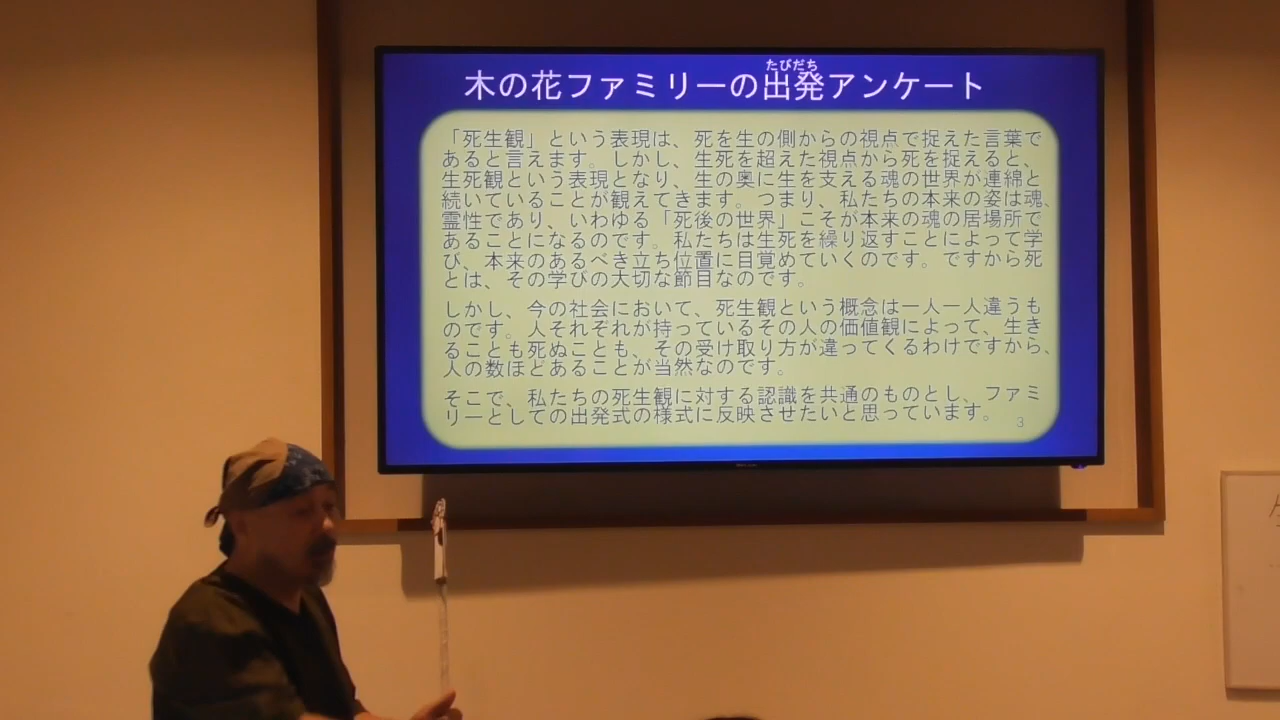 たびだち
木の花ファミリーの出発アンケート
「死生観」という表現は、死を生の側からの視点で捉えた言葉で
あると言えます。しかし、生死を超えた視点から死を捉えると、
生死観という表現となり、生の奥に生を支える魂の世界が連綿と
続いていることが観えてきます。つまり、私たちの本来の姿は魂、
霊性であり、いわゆる「死後の世界」こそが本来の魂の居場所で
あることになるのです。私たちは生死を繰り返すことによって学
び、本来のあるべき立ち位置に目覚めていくのです。ですから死
とは、その学びの大切な節目なのです。
しかし、今の社会において、死生観という概念は一人一人違うも
のです。人それぞれが持っているその人の価値観によって、生き
ることも死ぬことも、その受け取り方が違ってくるわけですから、
人の数ほどあることが当然なのです。
そこで、私たちの死生観に対する認識を共通のものとし、ファミ
リーとしての出発式の様式に反映させたいと思っています。
3